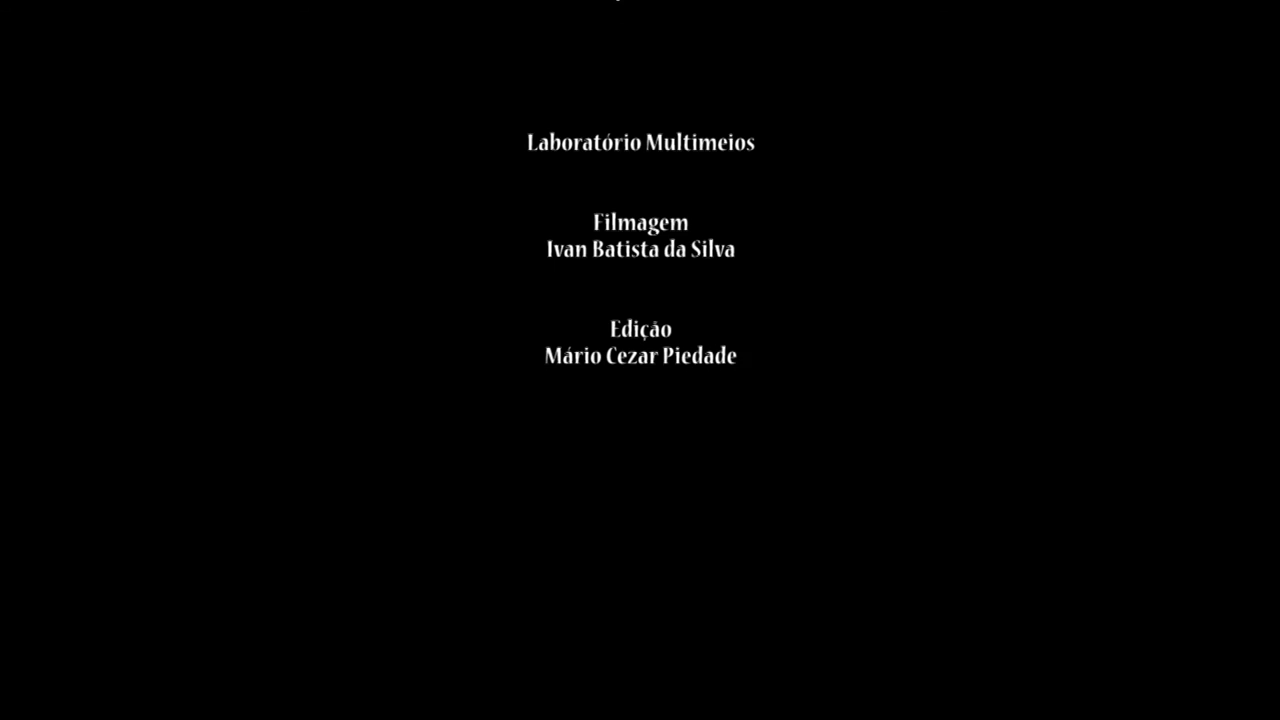 Laboratório Multimeios
Filmagem
Ivan Batista da Silva
Edição
Mário Cezar Piedade